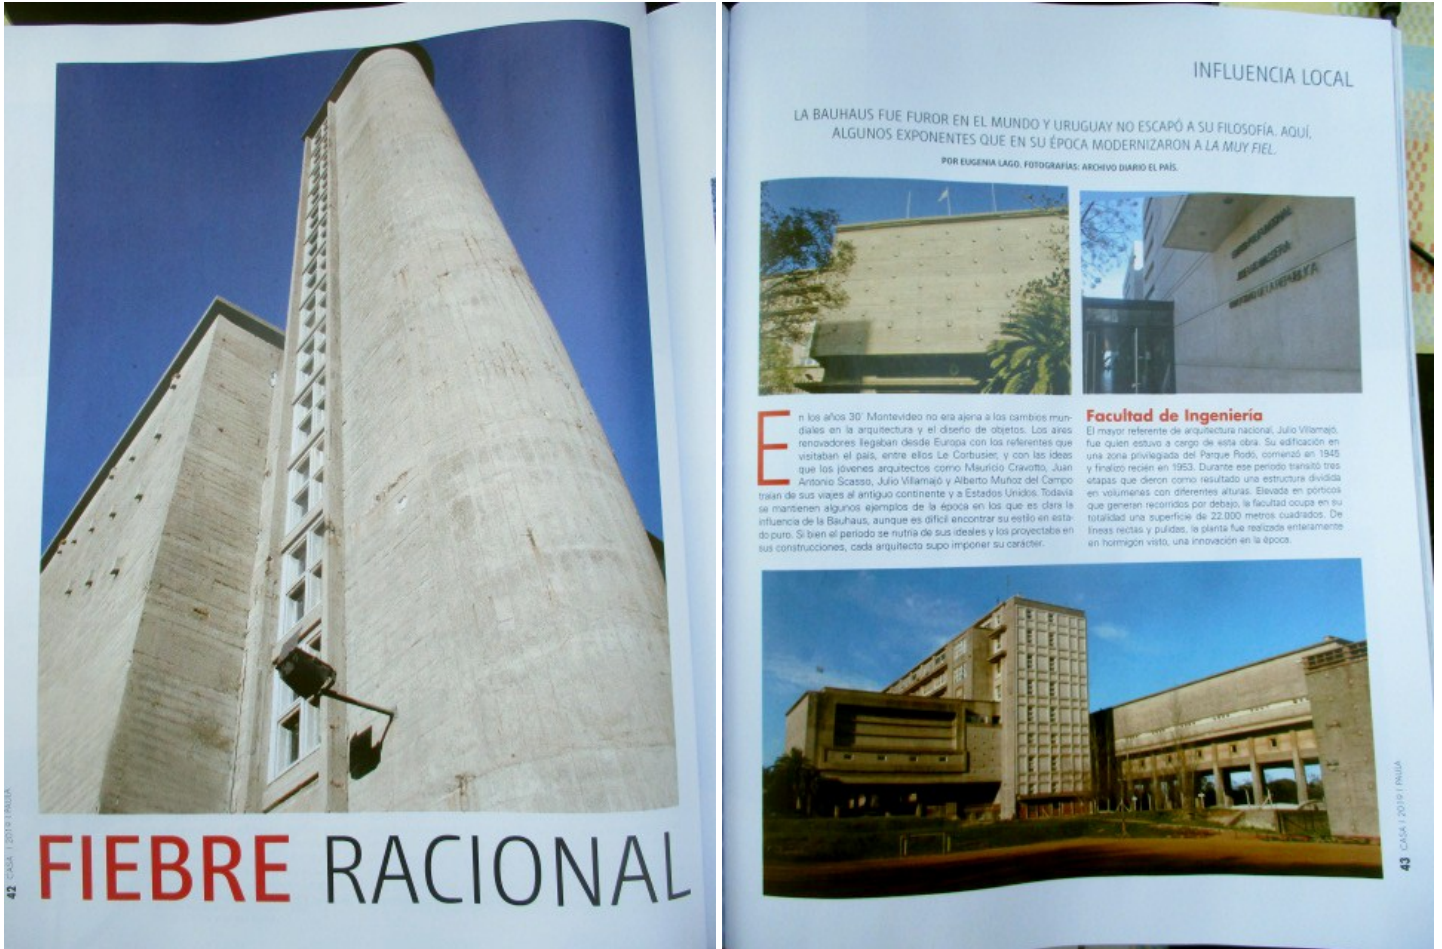 FIEBRE RACIONAL
42 CASA | 2019 | PAULA
INFLUENCIA LOCAL
LA BAUHAUS FUE FUROR EN EL MUNDO Y URUGUAY NO ESCAPÓ A SU FILOSOFÍA. AQUÍ,
ALGUNOS EXPONENTES QUE EN SU ÉPOCA MODERNIZARON A LA MUY FIEL.
POR EUGENIA LAGO. FOTOGRAFÍAS: ARCHIVO DIARIO EL PAÍS.
UNIVERSIDAD DE LA REPÚBLICA
En los años 30' Montevideo no era ajena a los cambios mun-
diales en la arquitectura y el diseño de objetos. Los aires
renovadores llegaban desde Europa con los referentes que
visitaban el país, entre ellos Le Corbusier, y con las ideas
que los jóvenes arquitectos como Mauricio Cravotto, Juan
Antonio Scasso, Julio Villamajó y Alberto Muñoz del Campo
traían de sus viajes al antiguo continente y a Estados Unidos. Todavía
se mantienen algunos ejemplos de la época en los que es clara la
influencia de la Bauhaus, aunque es difícil encontrar su estilo en esta-
do puro. Si bien el período se nutría de sus ideales y los proyectaba en
sus construcciones, cada arquitecto supo imponer su carácter.
Facultad de Ingeniería
El mayor referente de arquitectura nacional, Julio Villamajó,
fue quien estuvo a cargo de esta obra. Su edificación en
una zona privilegiada del Parque Rodó, comenzó en 1945
y finalizó recién en 1953. Durante ese período transitó tres
etapas que dieron como resultado una estructura dividida
en volúmenes con diferentes alturas. Elevada en pórticos
que generan recorridos por debajo, la facultad ocupa en su
totalidad una superficie de 22.000 metros cuadrados. De
líneas rectas y pulidas, la planta fue realizada enteramente
en hormigón visto, una innovación en la época.
43 CASA | 2019 | PAULA